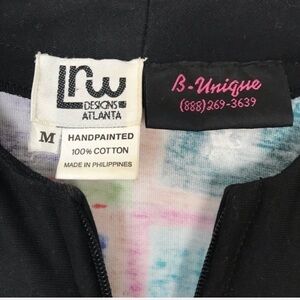 LRW
DESIGNS
ATLANTA
M
HANDPAINTED
100% COTTON
MADE IN PHILIPPINES
B-Unique
(888)269-3639